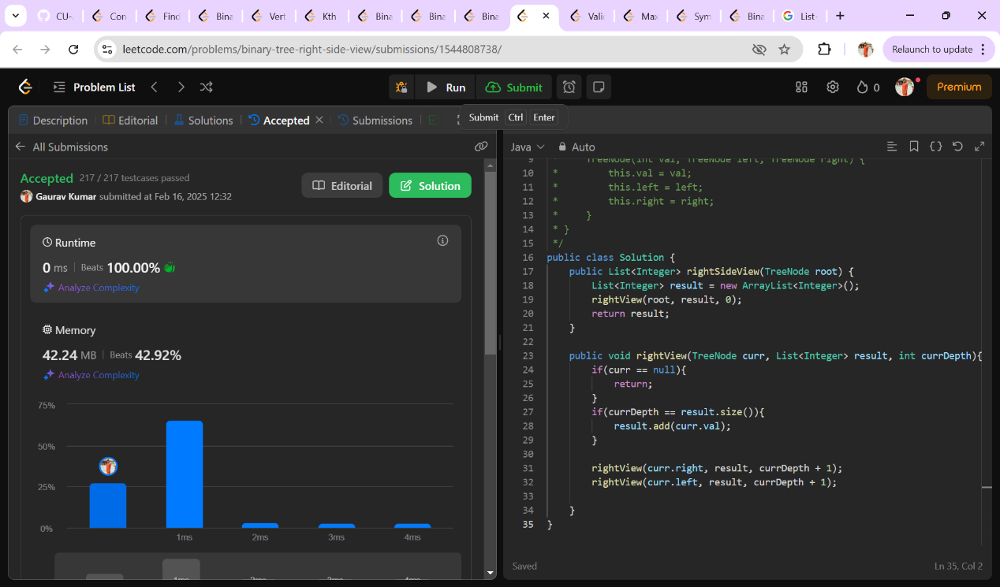 CU-
Con
Find
Bina
Vert
Kth
Bina
Bina
Bina
Valid
Max
Sym
Bina
List-
leetcode.com/problems/binary-tree-right-side-view/submissions/1544808738/
Relaunch to update
Problem List
Run
Submit
0
Premium
Description
Editorial
Solutions
Accepted
Submissions
Submit Ctrl Enter
All Submissions
Accepted 217 / 217 testcases passed
Gaurav Kumar submitted at Feb 16, 2025 12:32
Editorial
Solution
Runtime
0 ms | Beats 100.00%
Analyze Complexity
Memory
42.24 MB | Beats 42.92%
Analyze Complexity
75%
50%
25%
0%
1ms
2ms
3ms
4ms
1ms
2ms
3ms
4ms
Java
Auto
9 * TreeNode(int val, TreeNode left, TreeNode right) {
10 * this.val = val;
11 * this.left = left;
12 * this.right = right;
13 * }
14 * }
15 */
16 public class Solution {
17 public List<Integer> rightSideView(TreeNode root) {
18 List<Integer> result = new ArrayList<Integer>();
19 rightView(root, result, 0);
20 return result;
21 }
22
23 public void rightView(TreeNode curr, List<Integer> result, int currDepth){
24 if(curr == null){
25 return;
26 }
27 if(currDepth == result.size()){
28 result.add(curr.val);
29 }
30
31 rightView(curr.right, result, currDepth + 1);
32 rightView(curr.left, result, currDepth + 1);
33
34 }
35 }
Saved
Ln 35, Col 2